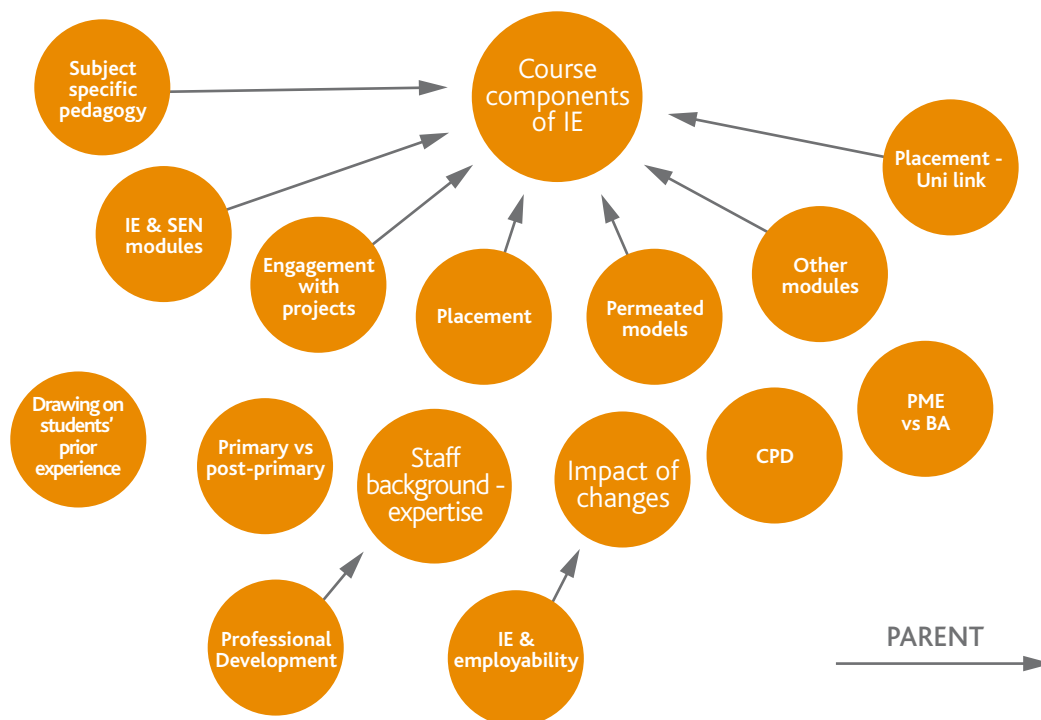 Subject
specific
pedagogy
Course
components
of IE
Placement -
Uni link
IE & SEN
modules
Engagement
with
projects
Placement
Permeated
models
Other
modules
Drawing on
students'
prior
experience
Primary vs
post-primary
Staff
background -
expertise
Impact of
changes
CPD
PME
vs BA
Professional
Development
IE &
employability
PARENT